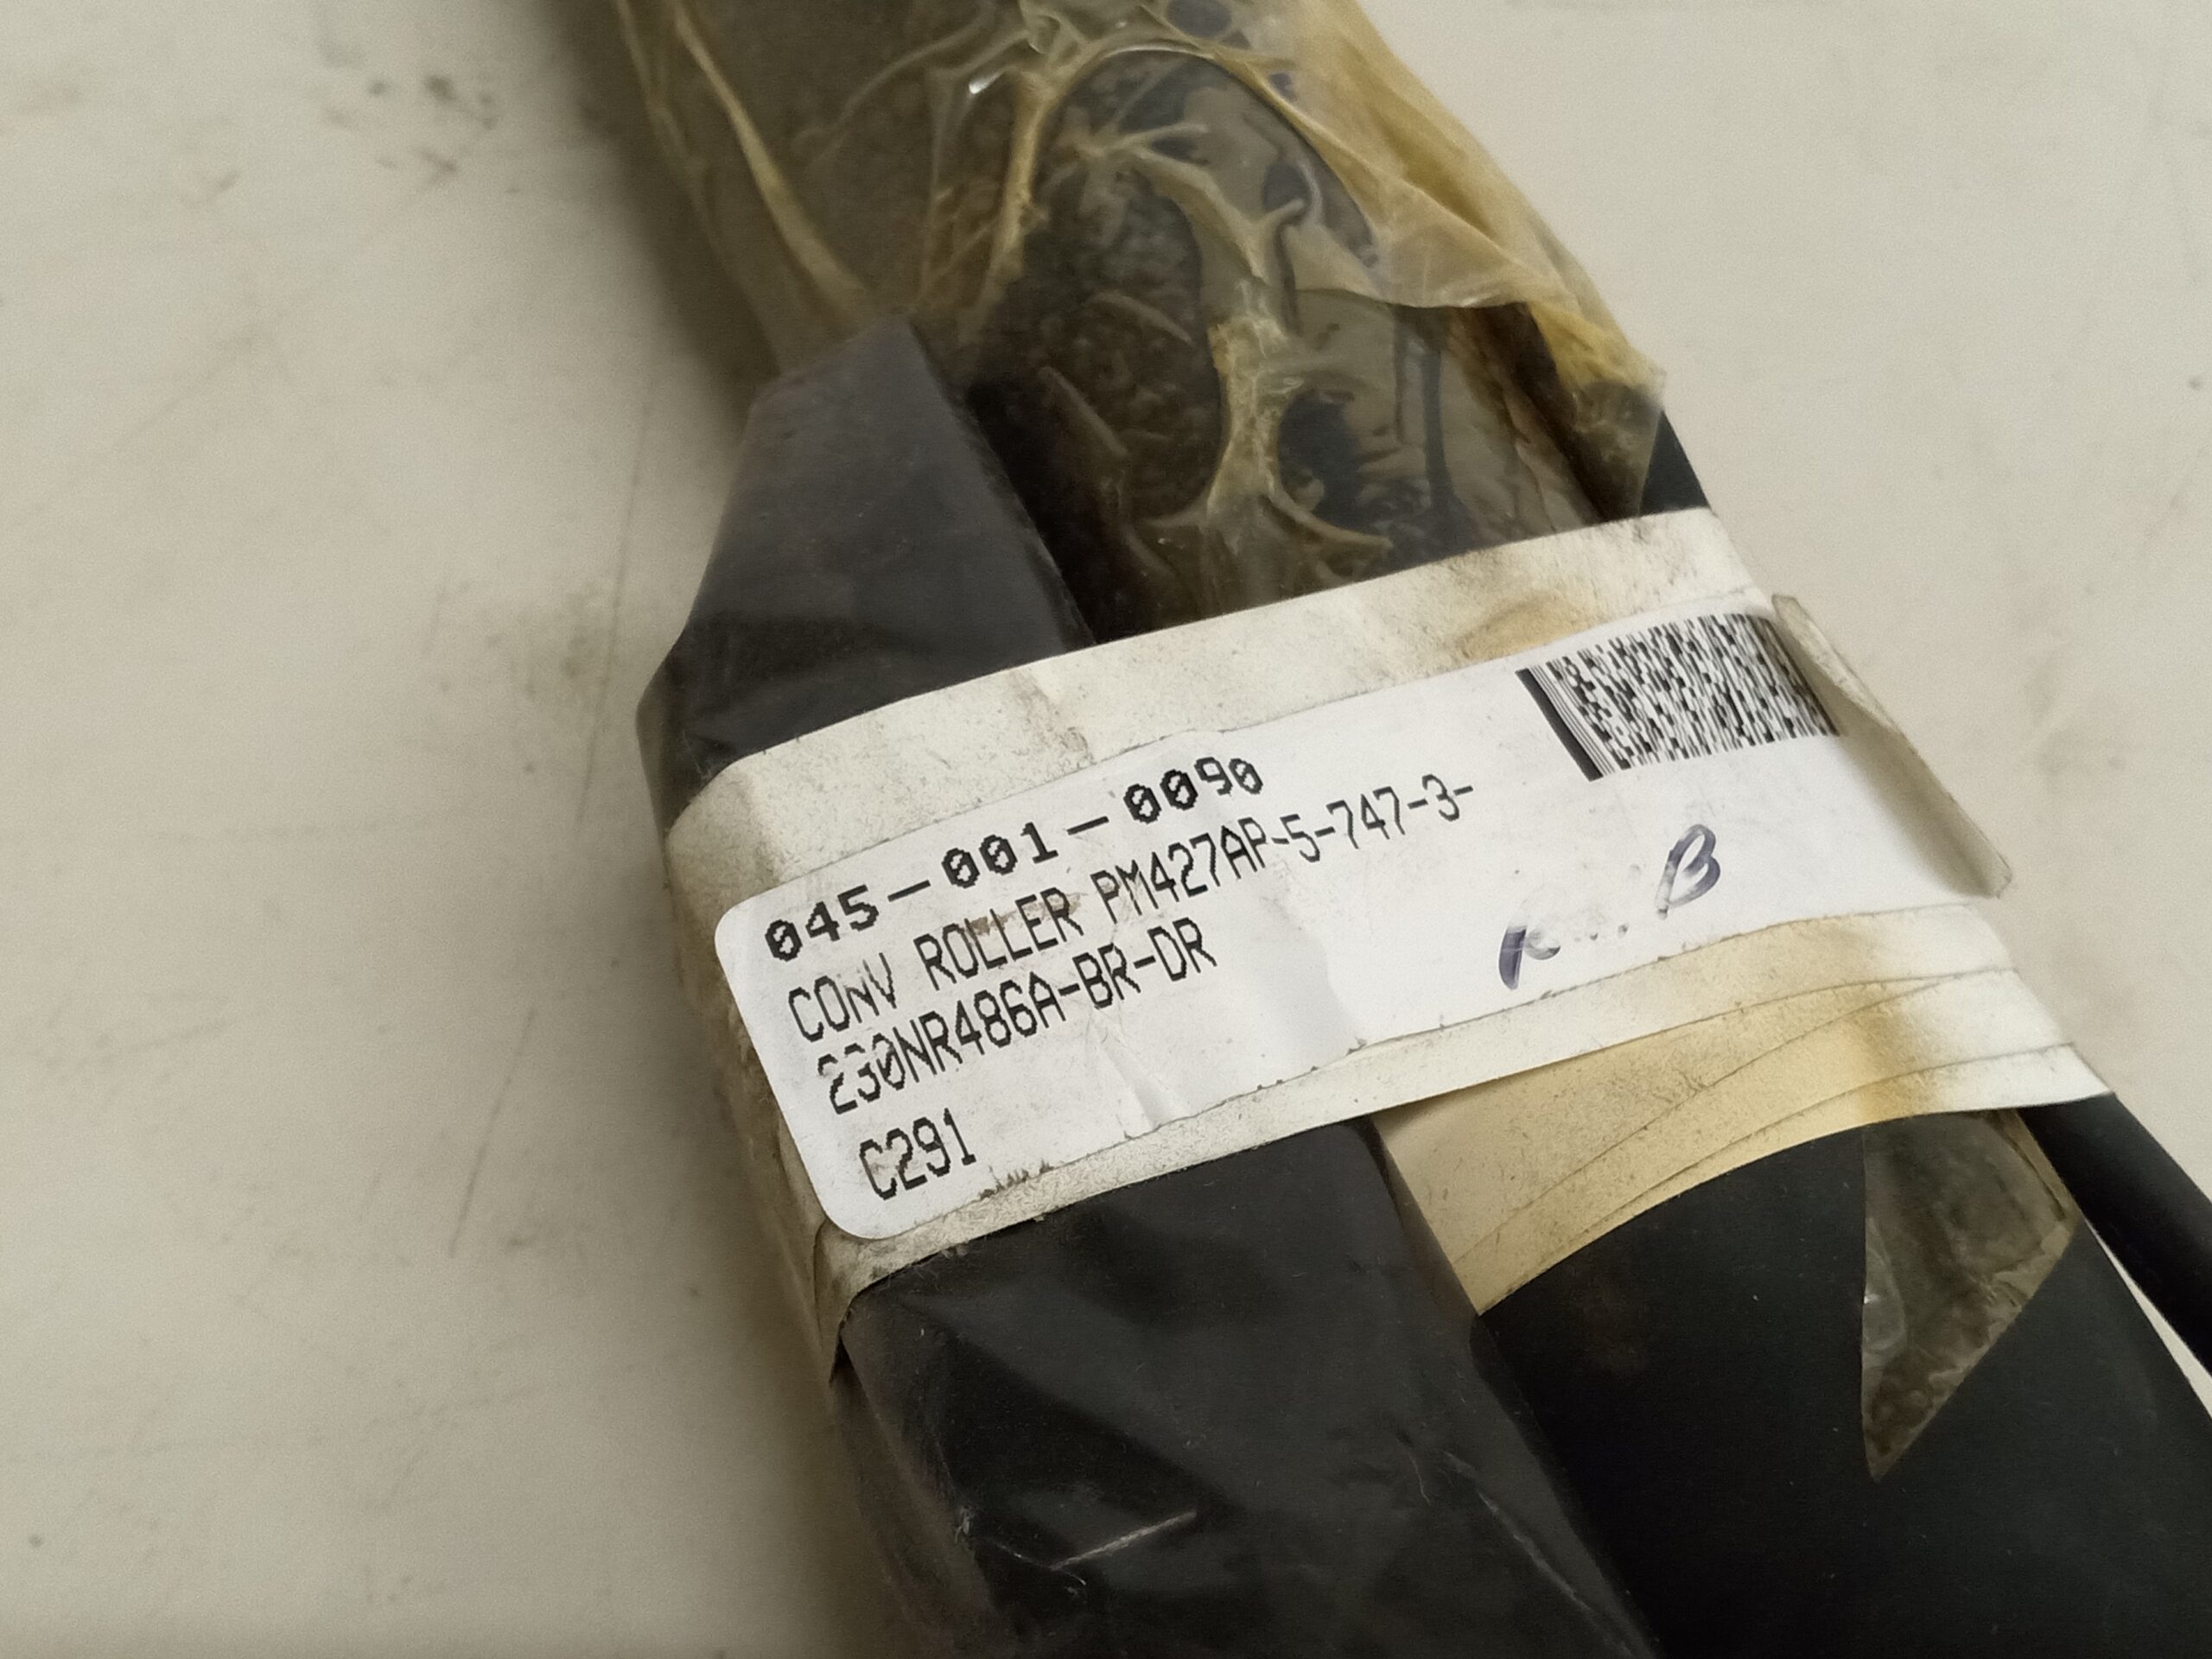 045-001-0090
CONV ROLLER PM427AP-5-747-3-
230NR486A-BR-DR
C291